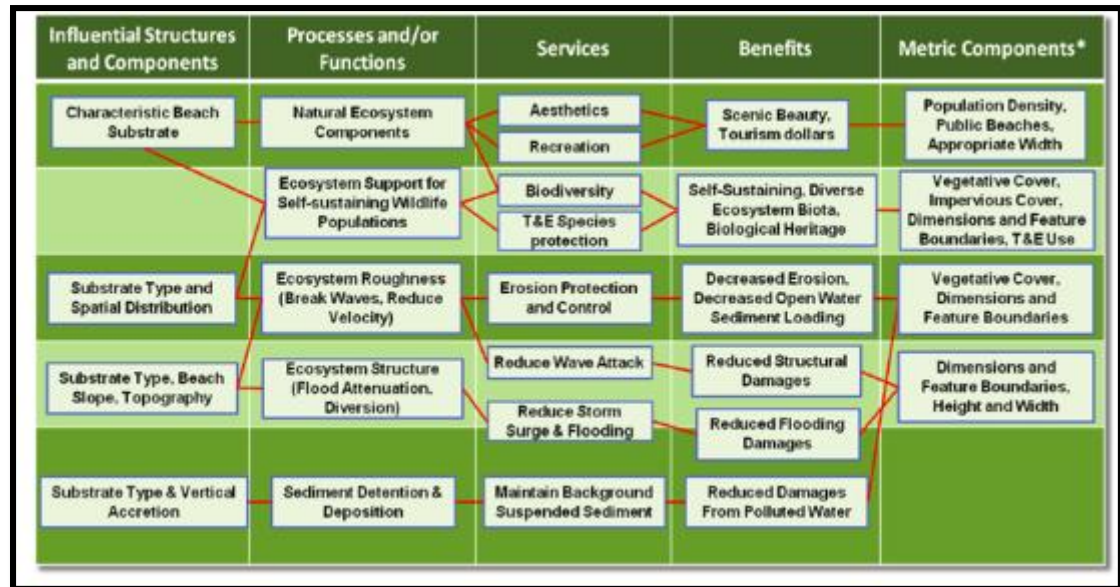 Influential Structures
and Components
Processes and/or
Functions
Services
Benefits
Metric Components*
Characteristic Beach
Substrate
Natural Ecosystem
Components
Aesthetics
Recreation
Scenic Beauty,
Tourism dollars
Population Density,
Public Beaches,
Appropriate Width
Ecosystem Support for
Self-sustaining Wildlife
Populations
Biodiversity
T&E Species
protection
Self-Sustaining, Diverse
Ecosystem Biota,
Biological Heritage
Vegetative Cover,
Impervious Cover,
Dimensions and Feature
Boundaries, T&E Use
Substrate Type and
Spatial Distribution
Ecosystem Roughness
(Break Waves, Reduce
Velocity)
Erosion Protection
and Control
Decreased Erosion,
Decreased Open Water
Sediment Loading
Vegetative Cover,
Dimensions and
Feature Boundaries
Substrate Type, Beach
Slope, Topography
Ecosystem Structure
(Flood Attenuation,
Diversion)
Reduce Wave Attack
Reduce Storm
Surge & Flooding
Reduced Structural
Damages
Reduced Flooding
Damages
Dimensions and
Feature Boundaries,
Height and Width
Substrate Type & Vertical
Accretion
Sediment Detention &
Deposition
Maintain Background
Suspended Sediment
Reduced Damages
From Polluted Water